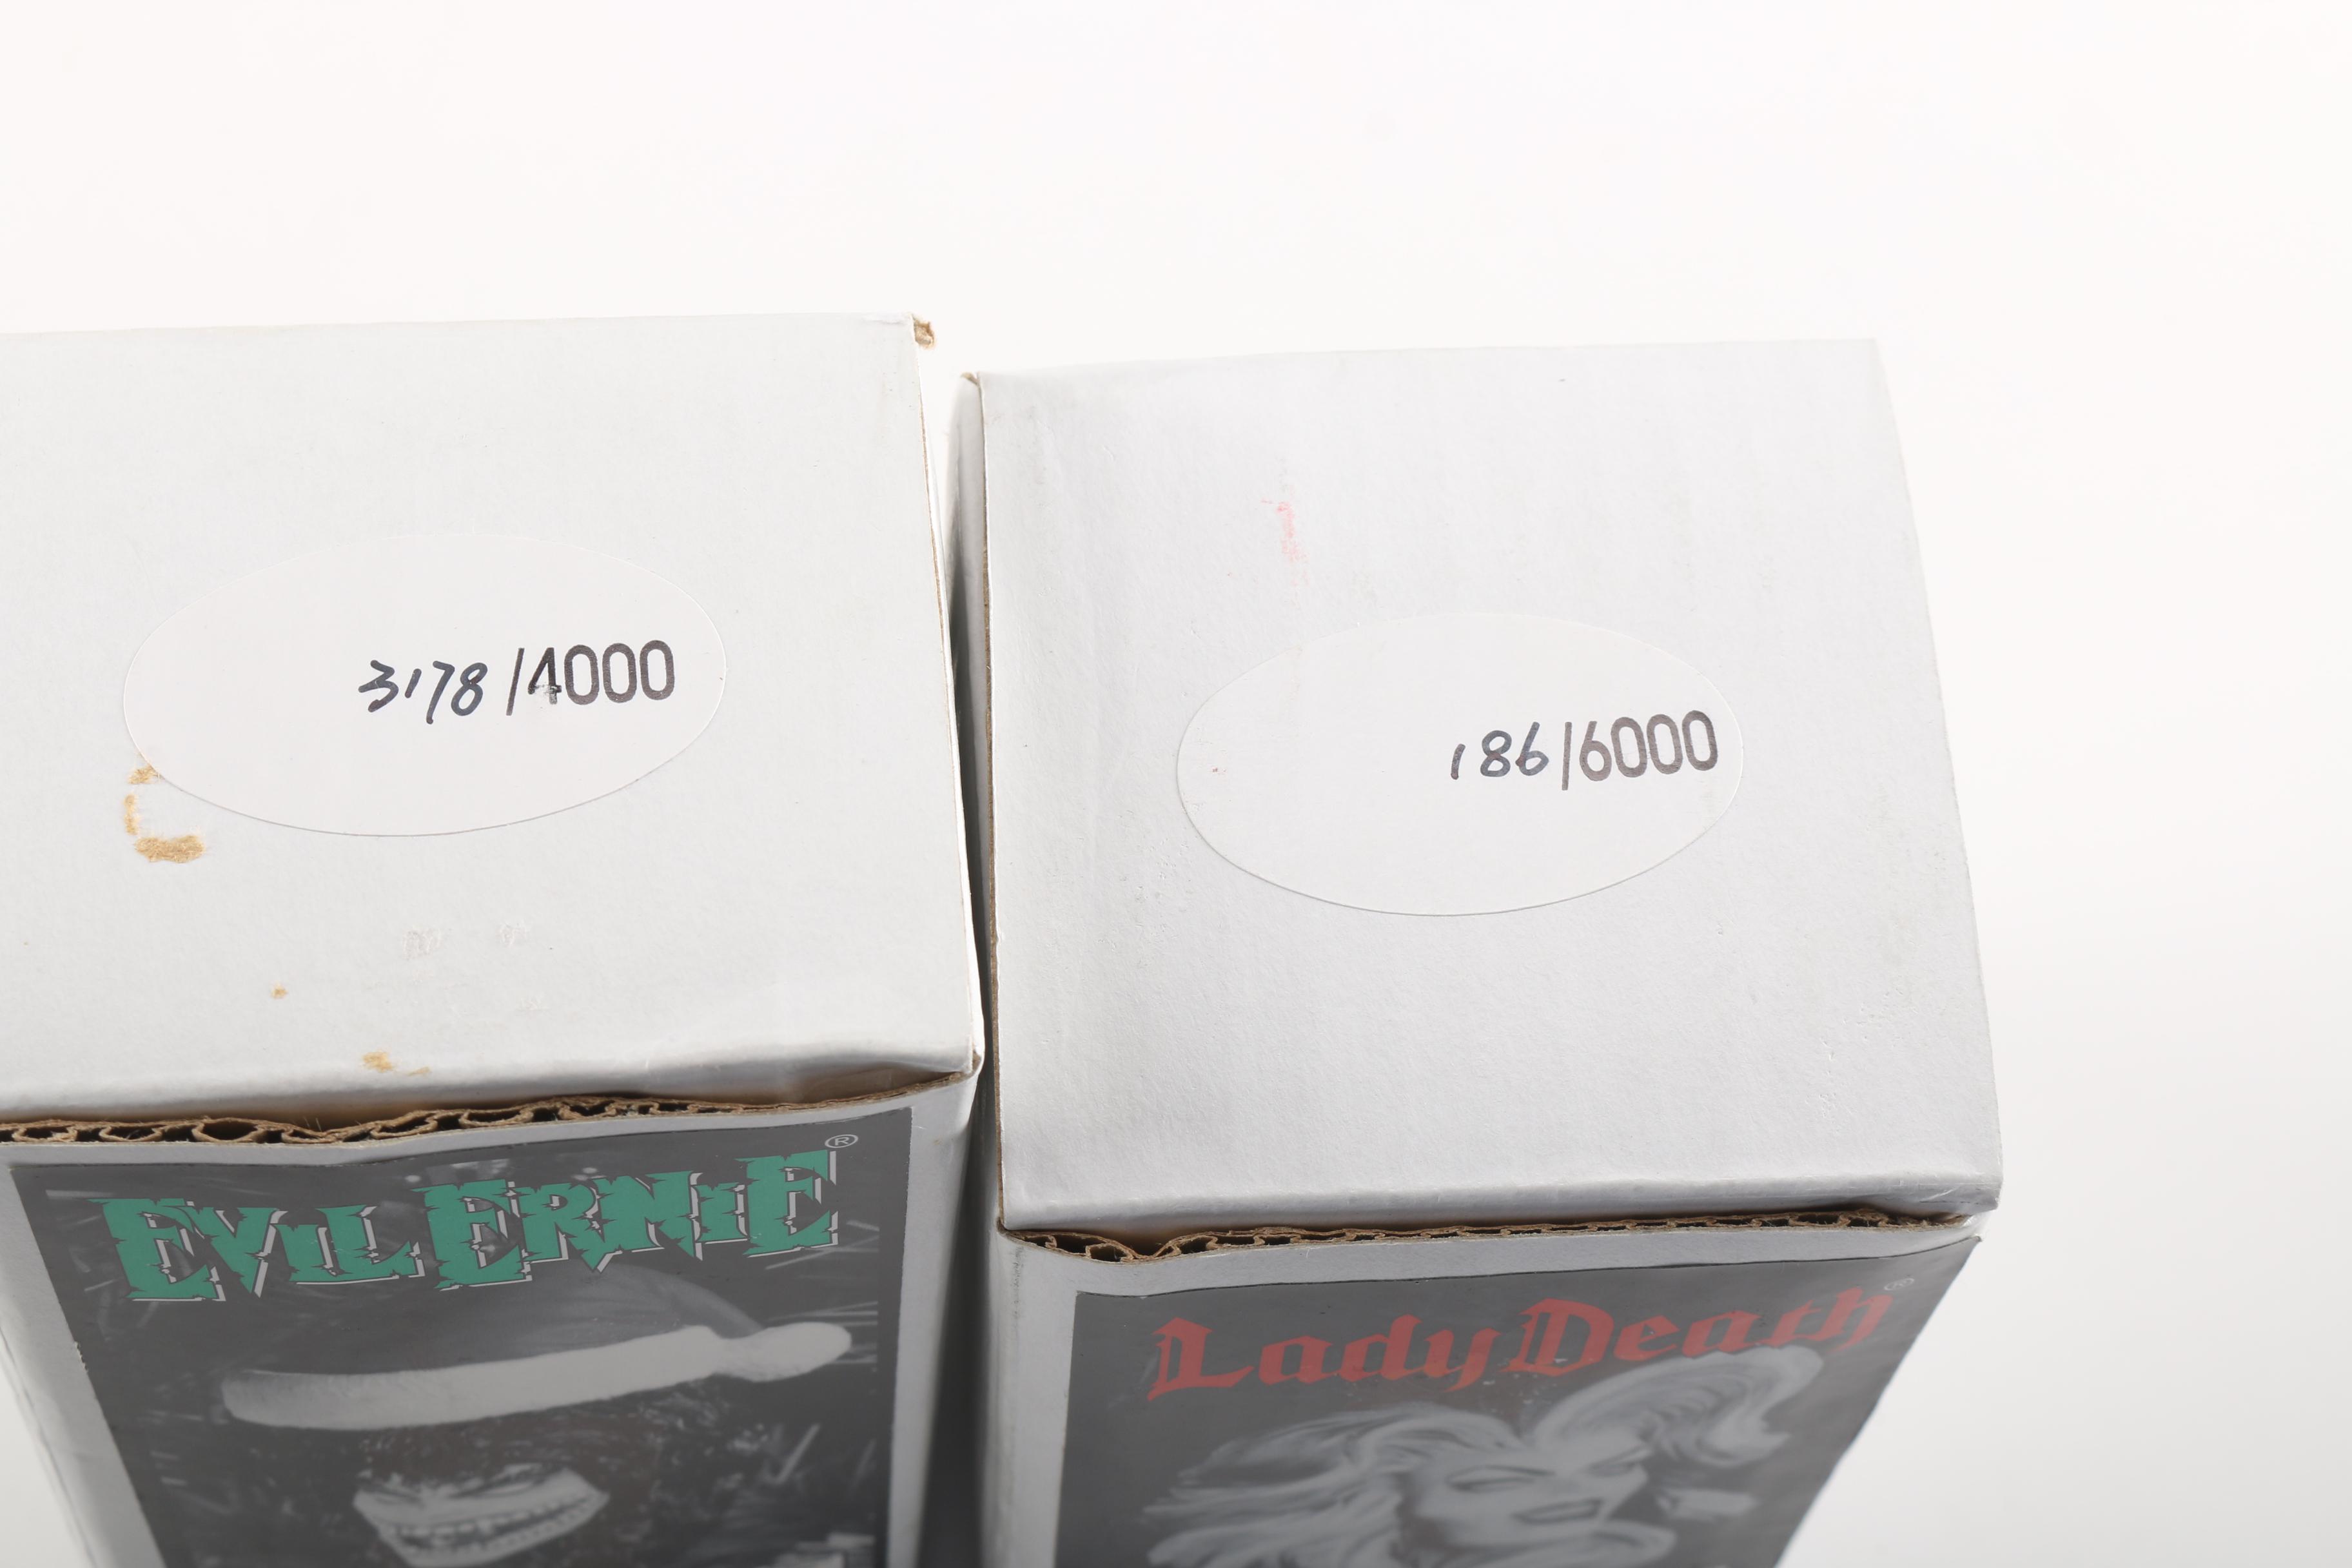 3178/4000
186/6000
EVIL ERNIE®
Lady Death®